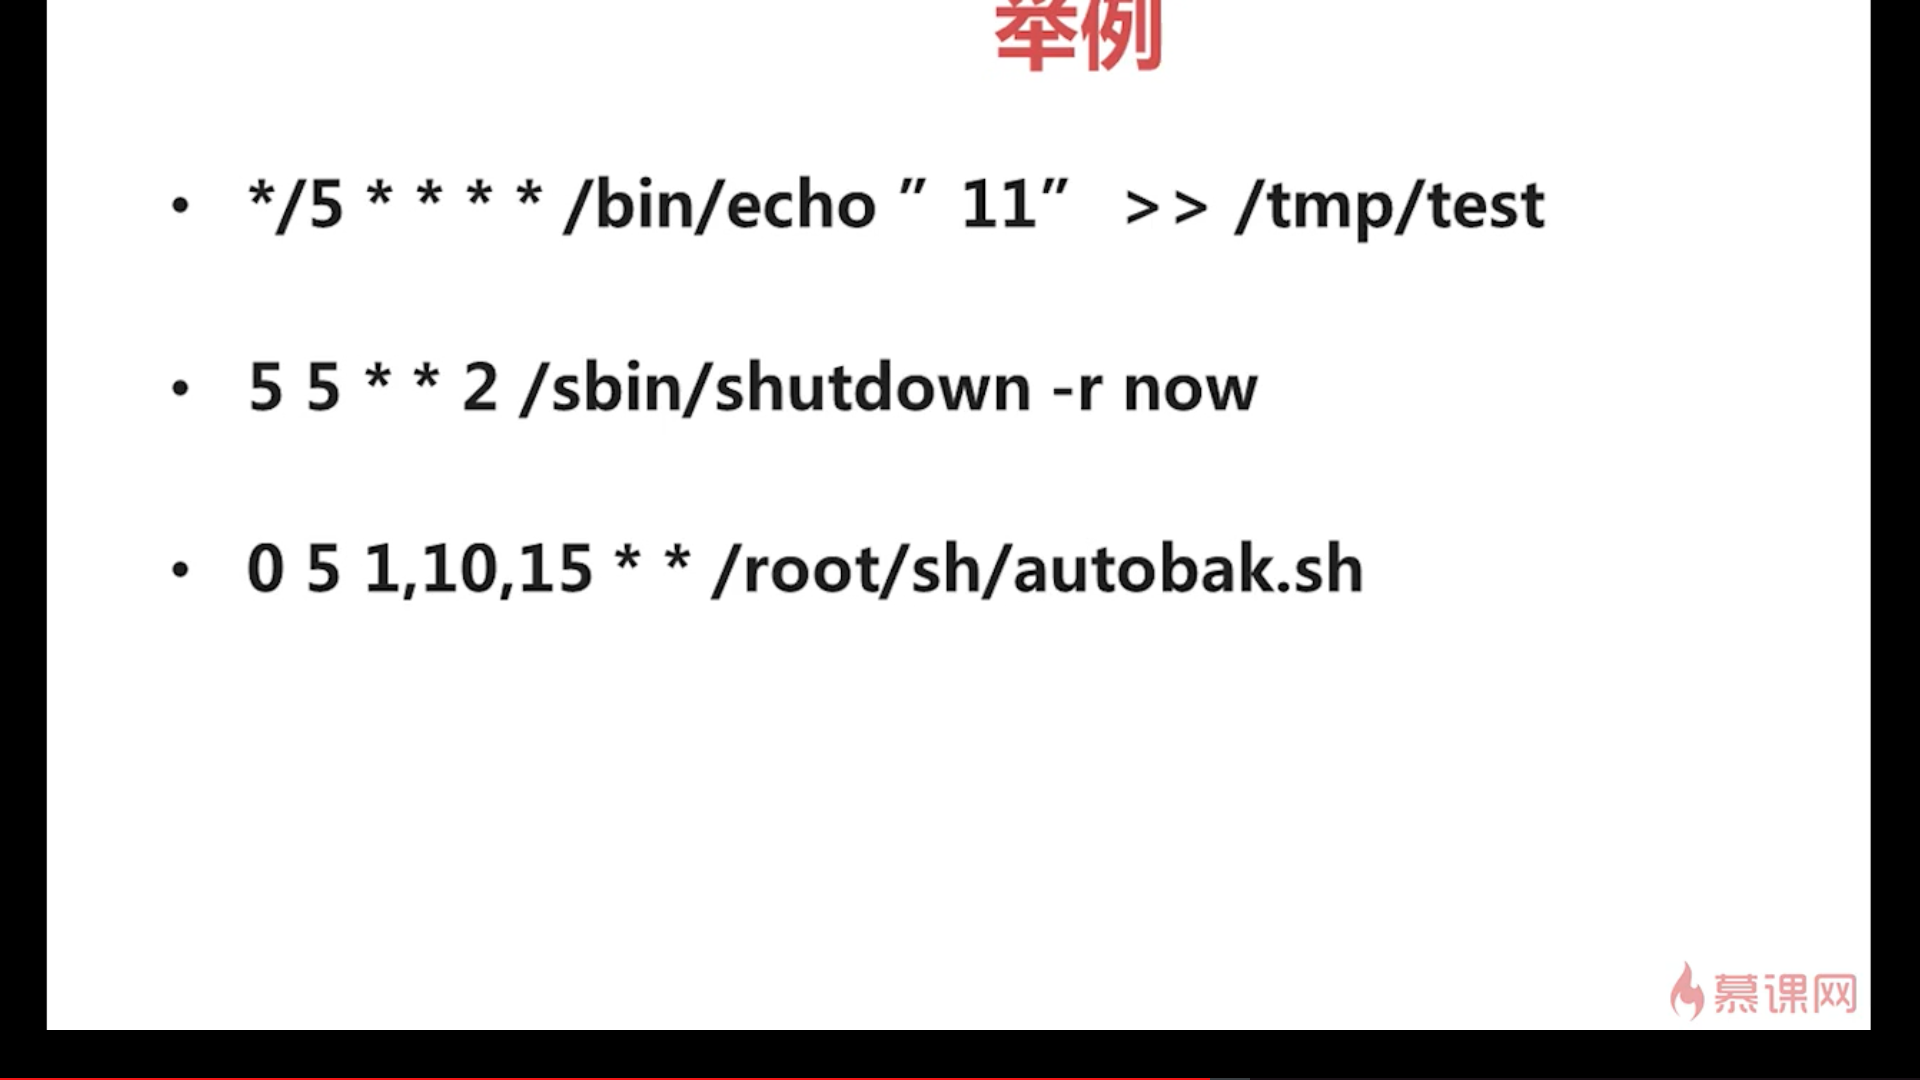 举例
• */5 * * * * /bin/echo ” 11” >> /tmp/test
• 5 5 * * 2 /sbin/shutdown -r now
• 0 5 1,10,15 * * /root/sh/autobak.sh
慕课网